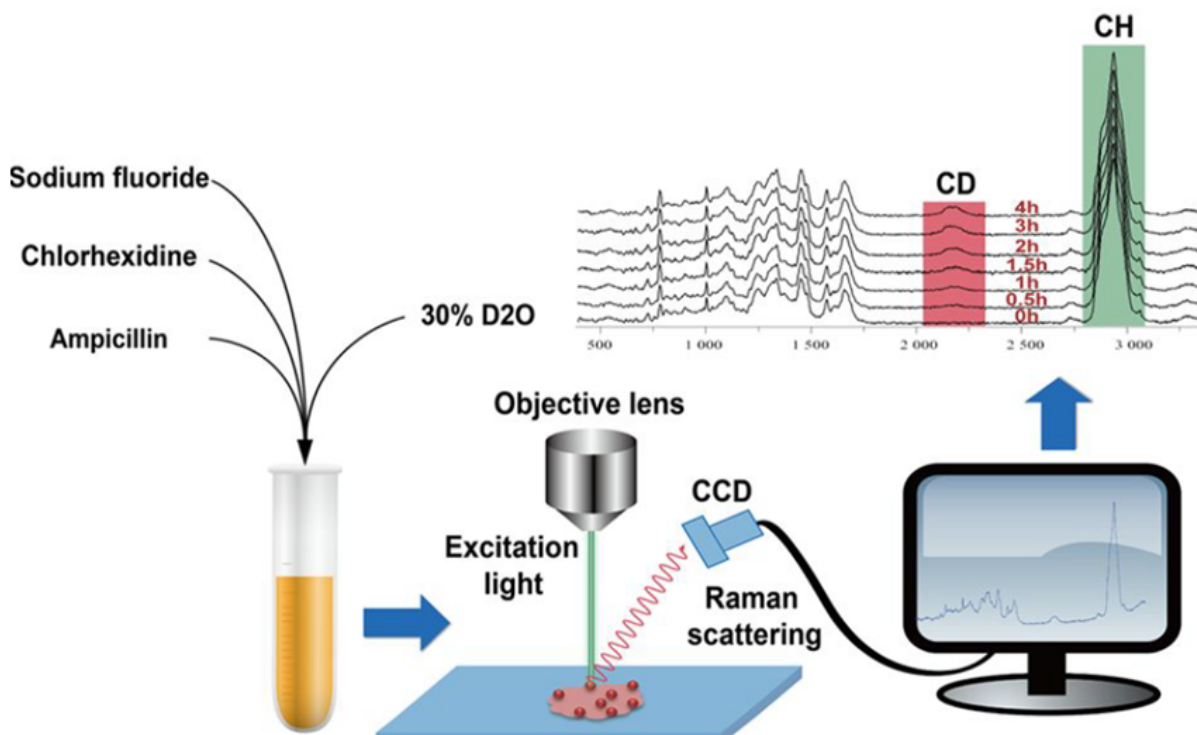 CH
Sodium fluoride
CD
4h
3h
2h
1.5h
1h
0.5h
0h
Chlorhexidine
30% D2O
Ampicillin
500
1 000
1 500
2 000
2 500
3 000
Objective lens
CCD
Excitation
light
Raman
scattering